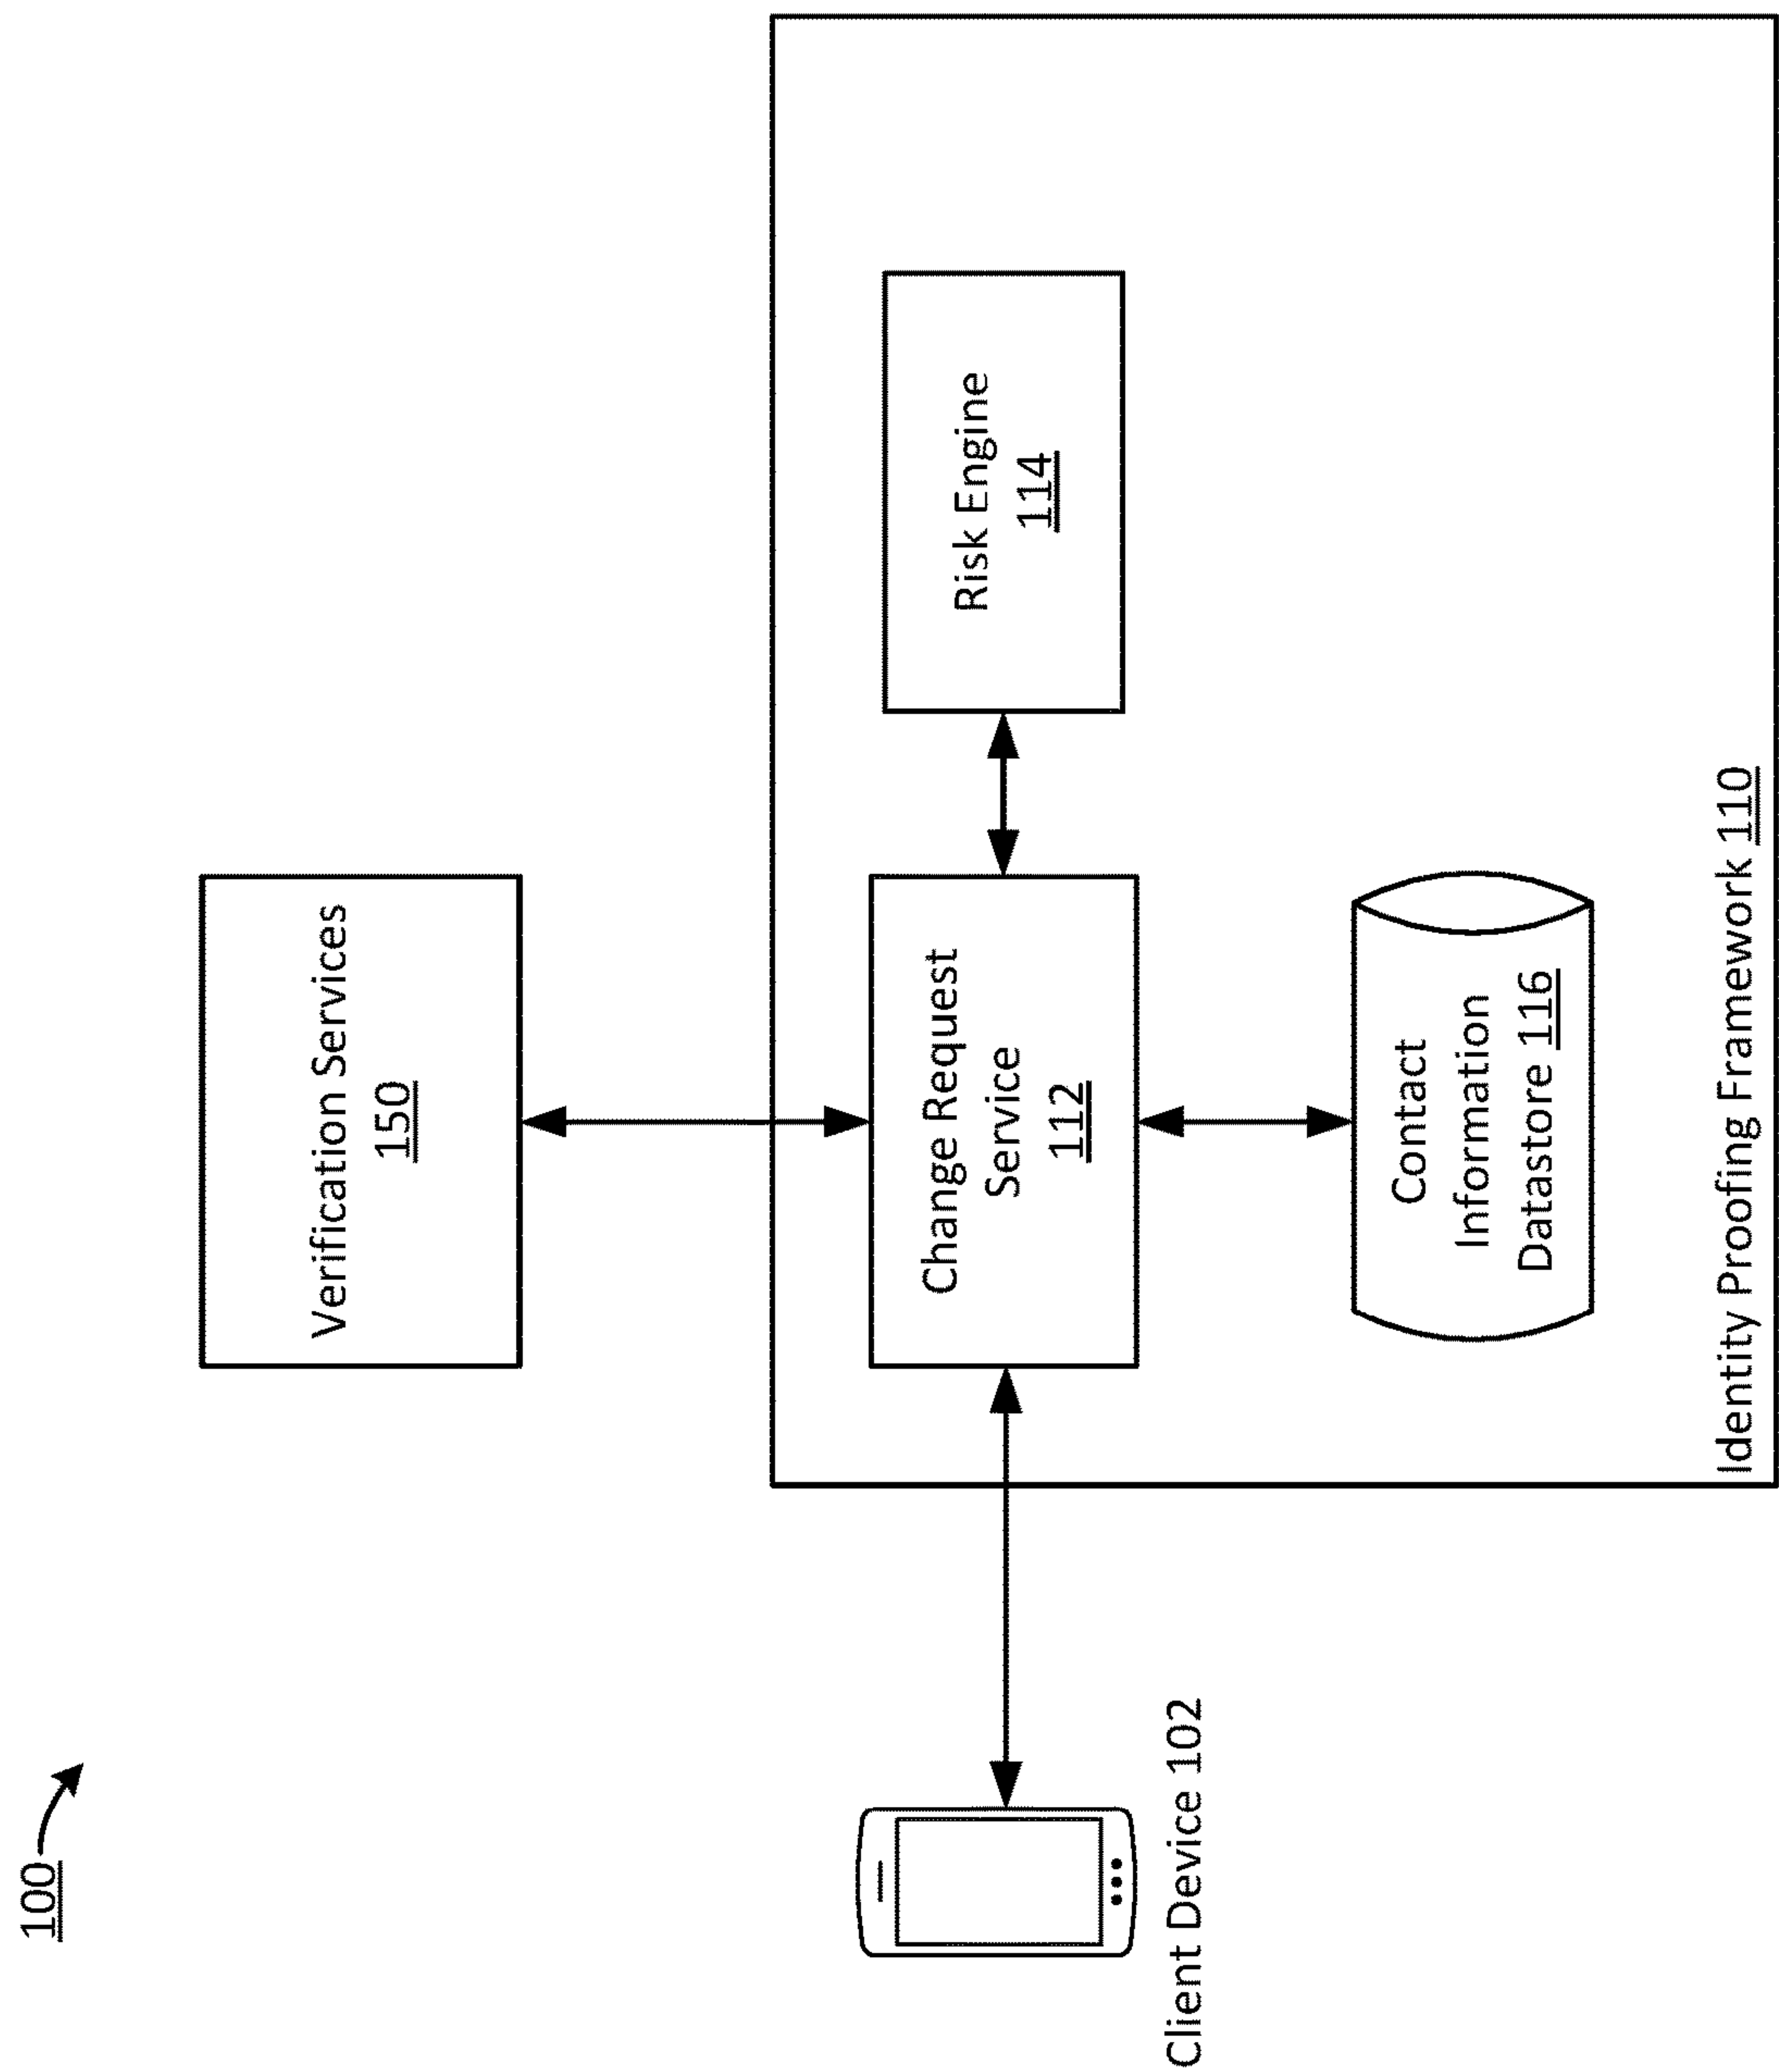 100
Verification Services
150
Change Request
Service
112
Risk Engine
114
Client Device 102
Contact
Information
Datastore 116
Identity Proofing Framework 110